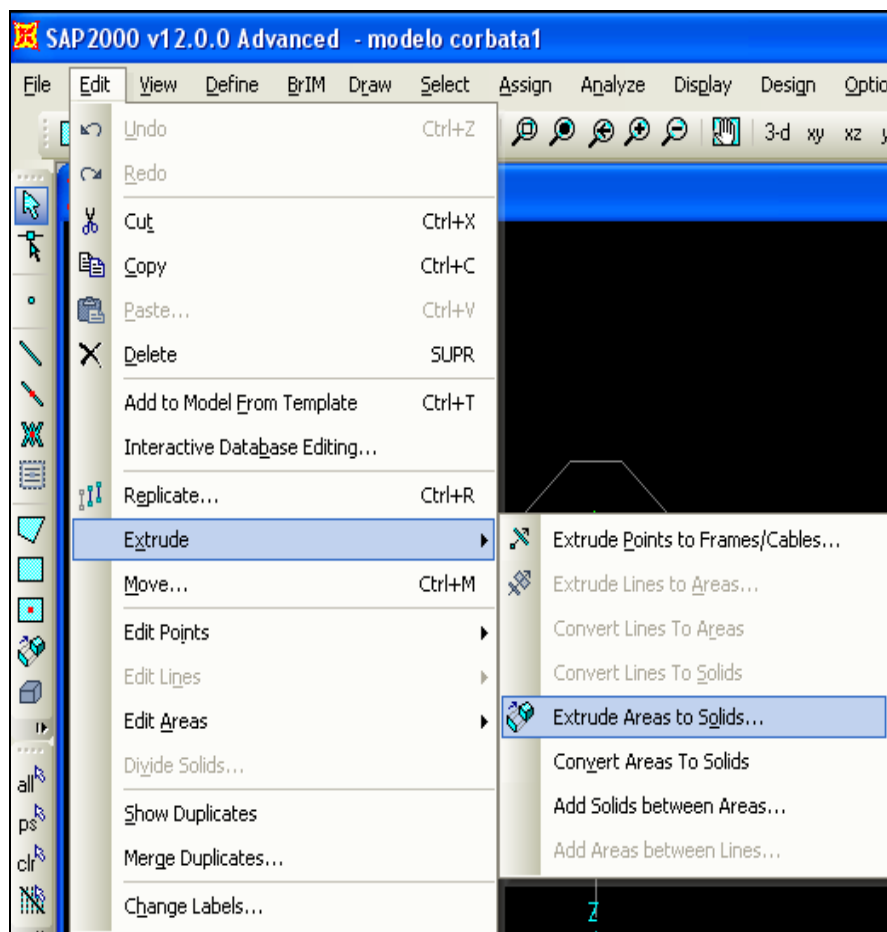 SAP2000 v12.0.0 Advanced - modelo corbata1
File Edit View Define BrIM Draw Select Assign Analyze Display Design
3-d xy xz
Undo Ctrl+Z
Redo
Cut Ctrl+X
Copy Ctrl+C
Paste... Ctrl+V
Delete SUPR
Add to Model From Template Ctrl+T
Interactive Database Editing...
Replicate... Ctrl+R
Extrude
Move... Ctrl+M
Edit Points
Edit Lines
Edit Areas
Divide Solids...
Show Duplicates
Merge Duplicates...
Change Labels...
Extrude Points to Frames/Cables...
Extrude Lines to Areas...
Convert Lines To Areas
Convert Lines To Solids
Extrude Areas to Solids...
Convert Areas To Solids
Add Solids between Areas...
Add Areas between Lines...
all
ps
clr
Z